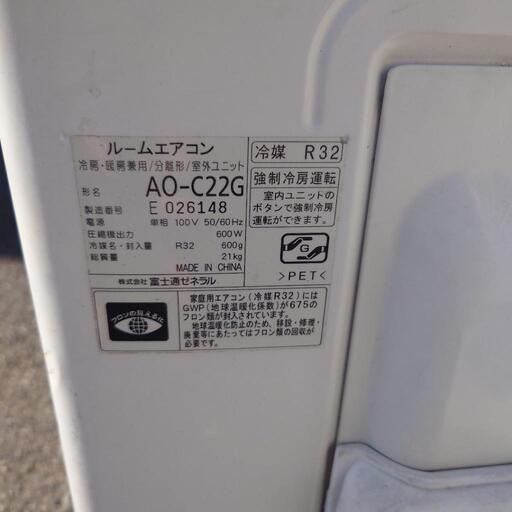 ルームエアコン
冷房・暖房兼用/分離形/室外ユニット
形名 AO-C22G
製造番号 E 026148
電源 単相 100V 50/60Hz
圧縮機出力 600W
冷媒名・封入量 R32 600g
総質量 21kg
MADE IN CHINA
株式会社富士通ゼネラル
冷媒 R32
強制冷房運転
室内ユニットの
ボタンで強制冷房
運転ができます。
G
>PET<
フロンの見える化
家庭用エアコン(冷媒R32)には
GWP(地球温暖化係数)が675の
フロン類が封入されています。
地球温暖化防止のため、移設・修理・
廃棄等にあたってはフロン類の回収が
必要です。